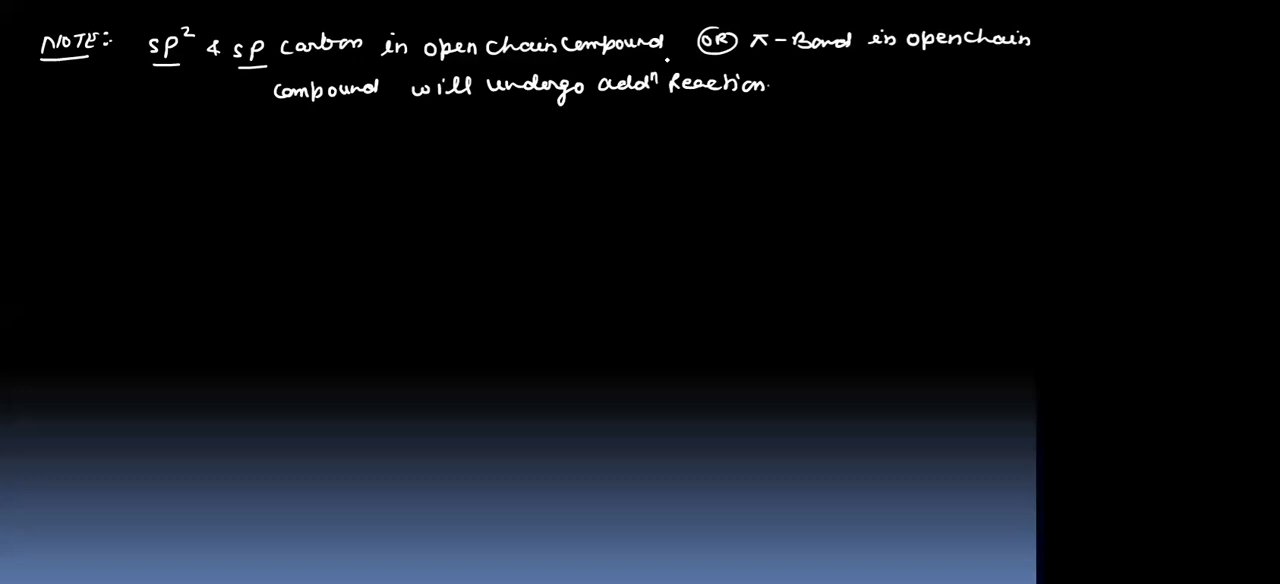 NOTE:- sp² & sp carbon in open chain compound. OR π-Bond in open chain
compound will undergo addⁿ Reaction.